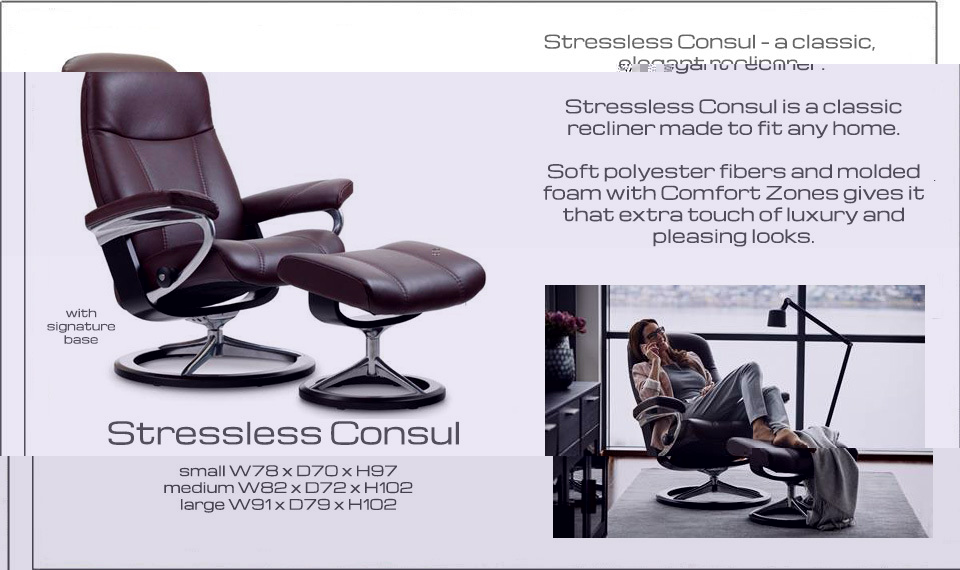 Stressless Consul - a classic,
elegant recliner.
Stressless Consul is a classic
recliner made to fit any home.
Soft polyester fibers and molded
foam with Comfort Zones gives it
that extra touch of luxury and
pleasing looks.
with
signature
base
Stressless Consul
small W78 x D70 x H97
medium W82 x D72 x H102
large W91 x D79 x H102